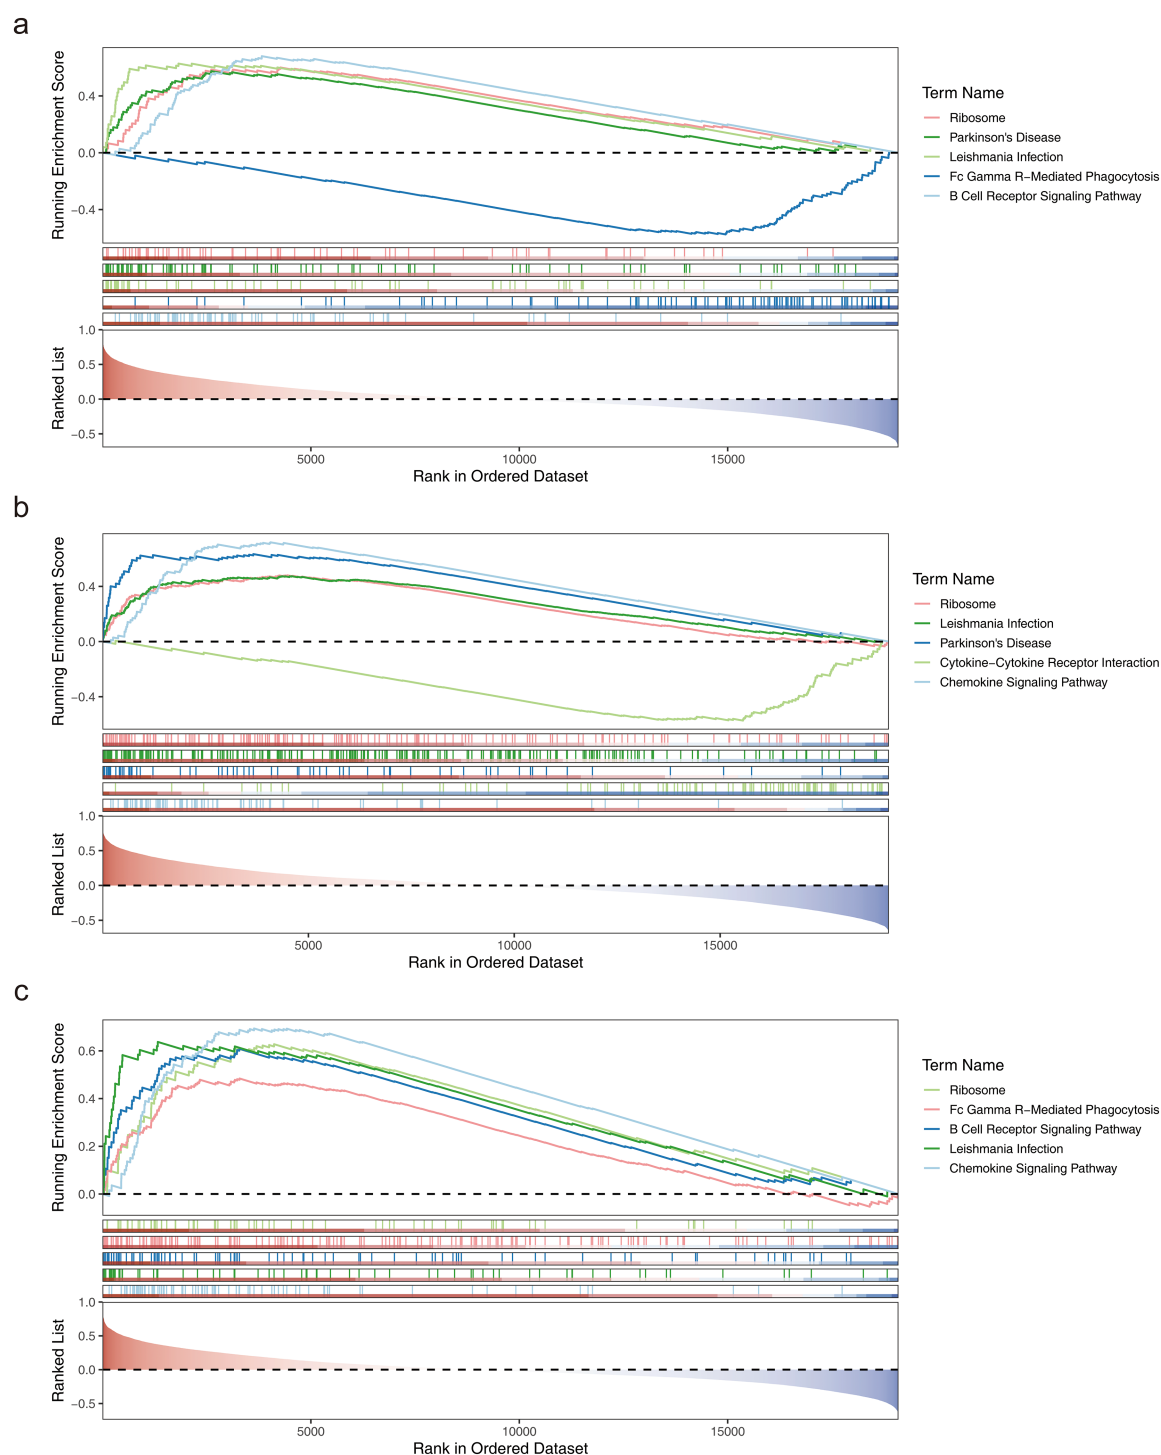 a
Running Enrichment Score
0.4
0.0
−0.4
Term Name
Ribosome
Parkinson's Disease
Leishmania Infection
Fc Gamma R−Mediated Phagocytosis
B Cell Receptor Signaling Pathway
Ranked List
1.0
0.5
0.0
−0.5
5000 10000 15000
Rank in Ordered Dataset
b
Running Enrichment Score
0.4
0.0
−0.4
Term Name
Ribosome
Leishmania Infection
Parkinson's Disease
Cytokine−Cytokine Receptor Interaction
Chemokine Signaling Pathway
Ranked List
1.0
0.5
0.0
−0.5
5000 10000 15000
Rank in Ordered Dataset
c
Running Enrichment Score
0.6
0.4
0.2
0.0
Term Name
Ribosome
Fc Gamma R−Mediated Phagocytosis
B Cell Receptor Signaling Pathway
Leishmania Infection
Chemokine Signaling Pathway
Ranked List
1.0
0.5
0.0
−0.5
5000 10000 15000
Rank in Ordered Dataset